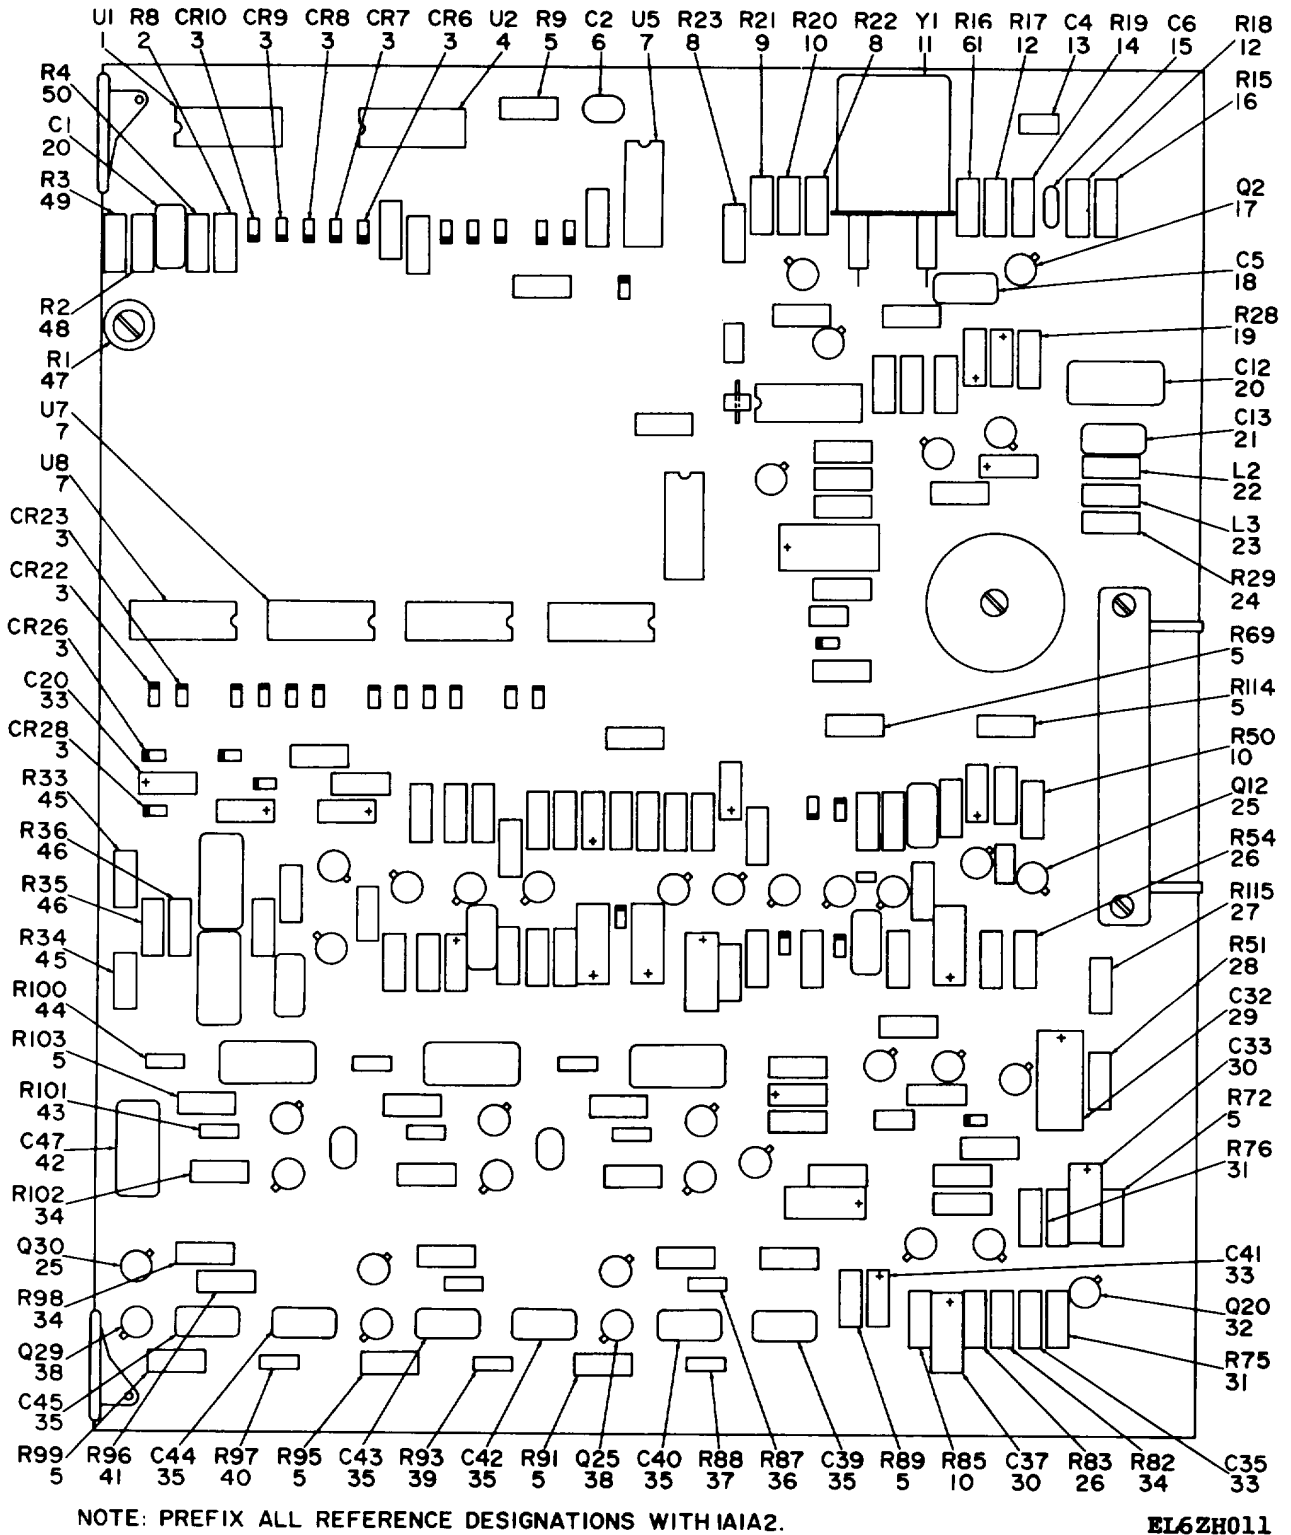 U1 R8 CR10 CR9 CR8 CR7 CR6 U2 R9 C2 U5 R23 R21 R20 R22 Y1 R16 R17 C4 R19 C6 R18
1 2 3 3 3 3 3 4 5 6 7 8 9 10 8 11 61 12 13 14 15 12
R4
50
C1
20
R3
49
R2
48
R1
47
U7
7
U8
7
CR23
3
CR22
3
CR26
3
C20
33
CR28
3
R33
45
R36
46
R35
46
R34
45
R100
44
R103
5
R101
43
C47
42
R102
34
Q30
25
R98
34
Q29
38
C45
35
R15
16
Q2
17
C5
18
R28
19
C12
20
C13
21
L2
22
L3
23
R29
24
R69
5
R114
5
R50
10
Q12
25
R54
26
R115
27
R51
28
C32
29
C33
30
R72
5
R76
31
C41
33
Q20
32
R75
31
R99 R96 C44 R97 R95 C43 R93 C42 R91 Q25 C40 R88 R87 C39 R89 R85 C37 R83 R82 C35
5 41 35 40 5 35 39 35 5 38 35 37 36 35 5 10 30 26 34 33
NOTE: PREFIX ALL REFERENCE DESIGNATIONS WITH 1A1A2.
EL6ZH011